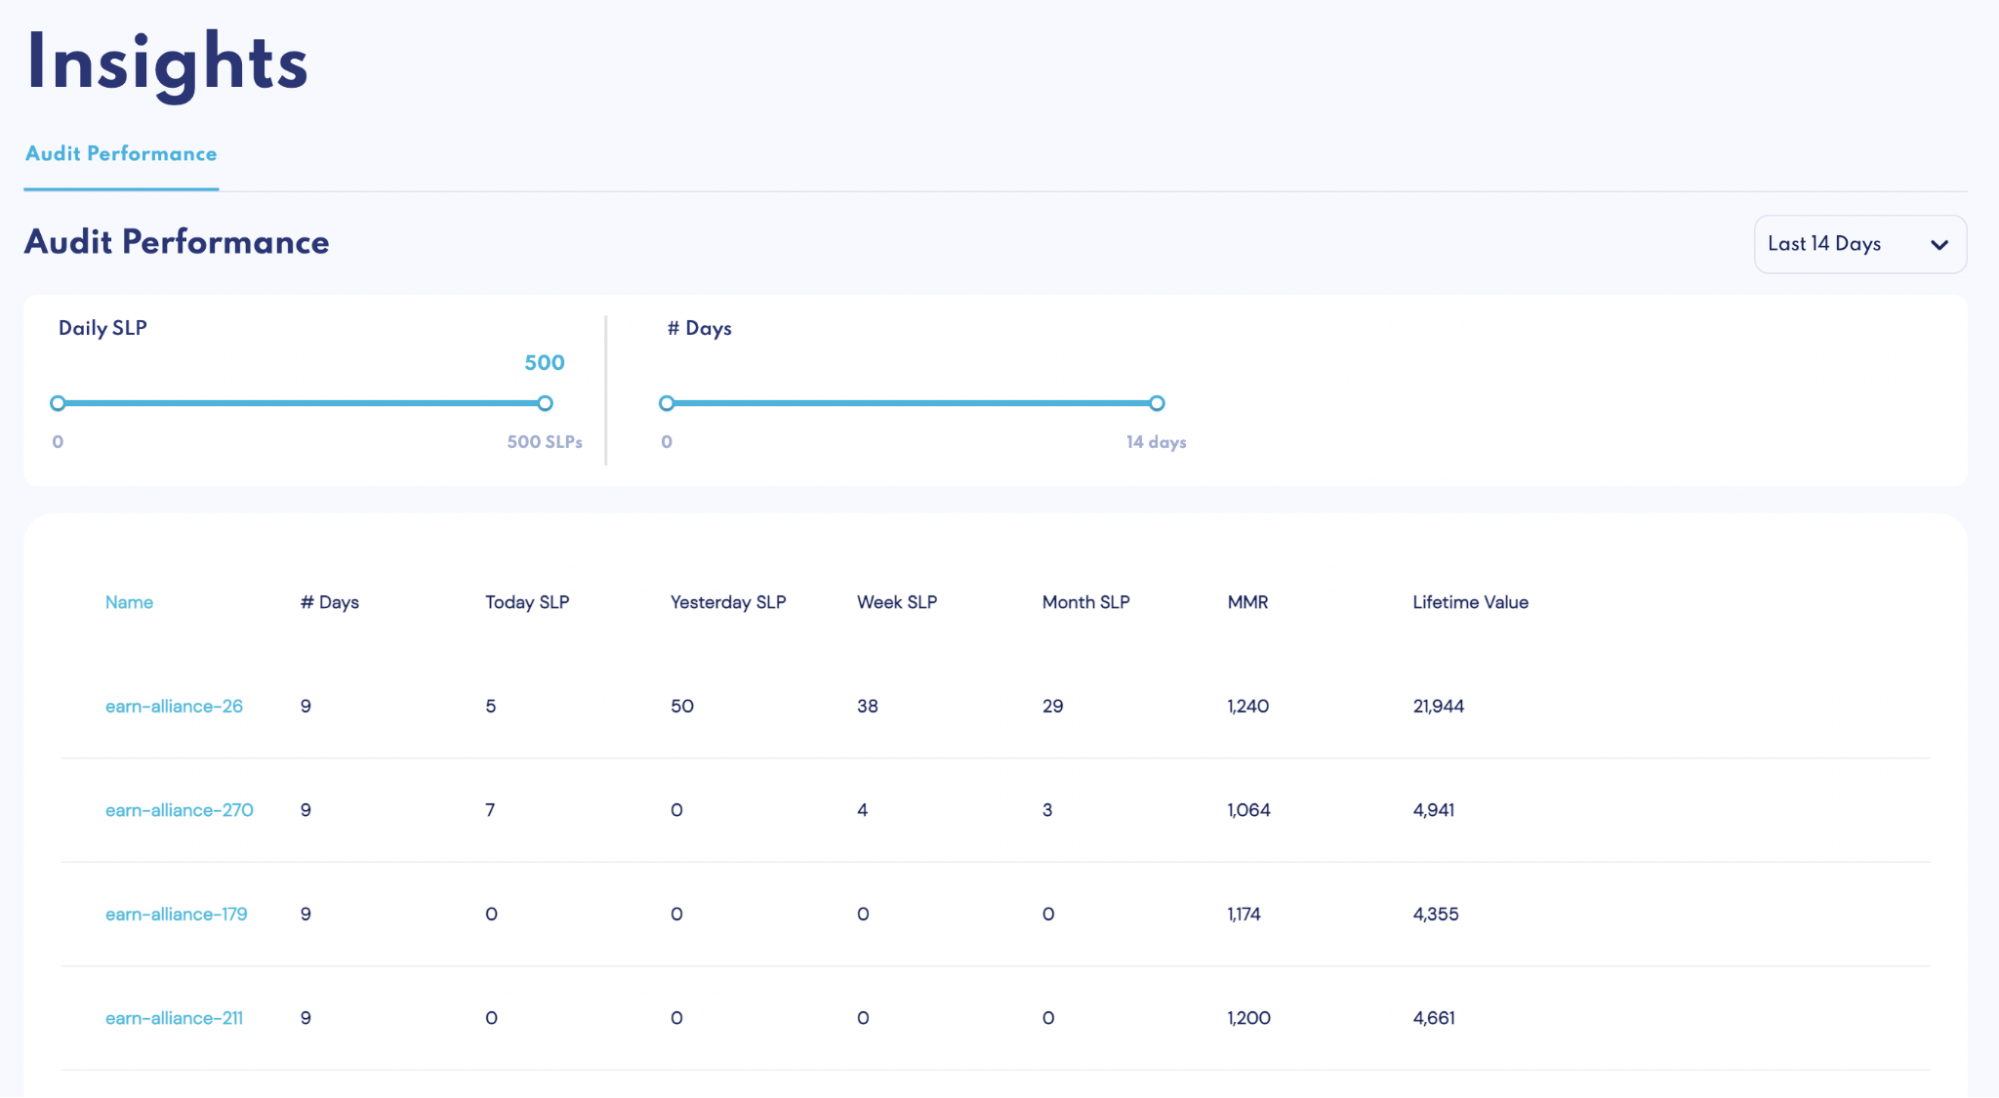 Insights
Audit Performance
Audit Performance
Last 14 Days
Daily SLP
# Days
500
0
500 SLPs
0
14 days
Name # Days Today SLP Yesterday SLP Week SLP Month SLP MMR Lifetime Value
earn-alliance-26 9 5 50 38 29 1,240 21,944
earn-alliance-270 9 7 0 4 3 1,064 4,941
earn-alliance-179 9 0 0 0 0 1,174 4,355
earn-alliance-211 9 0 0 0 0 1,200 4,661